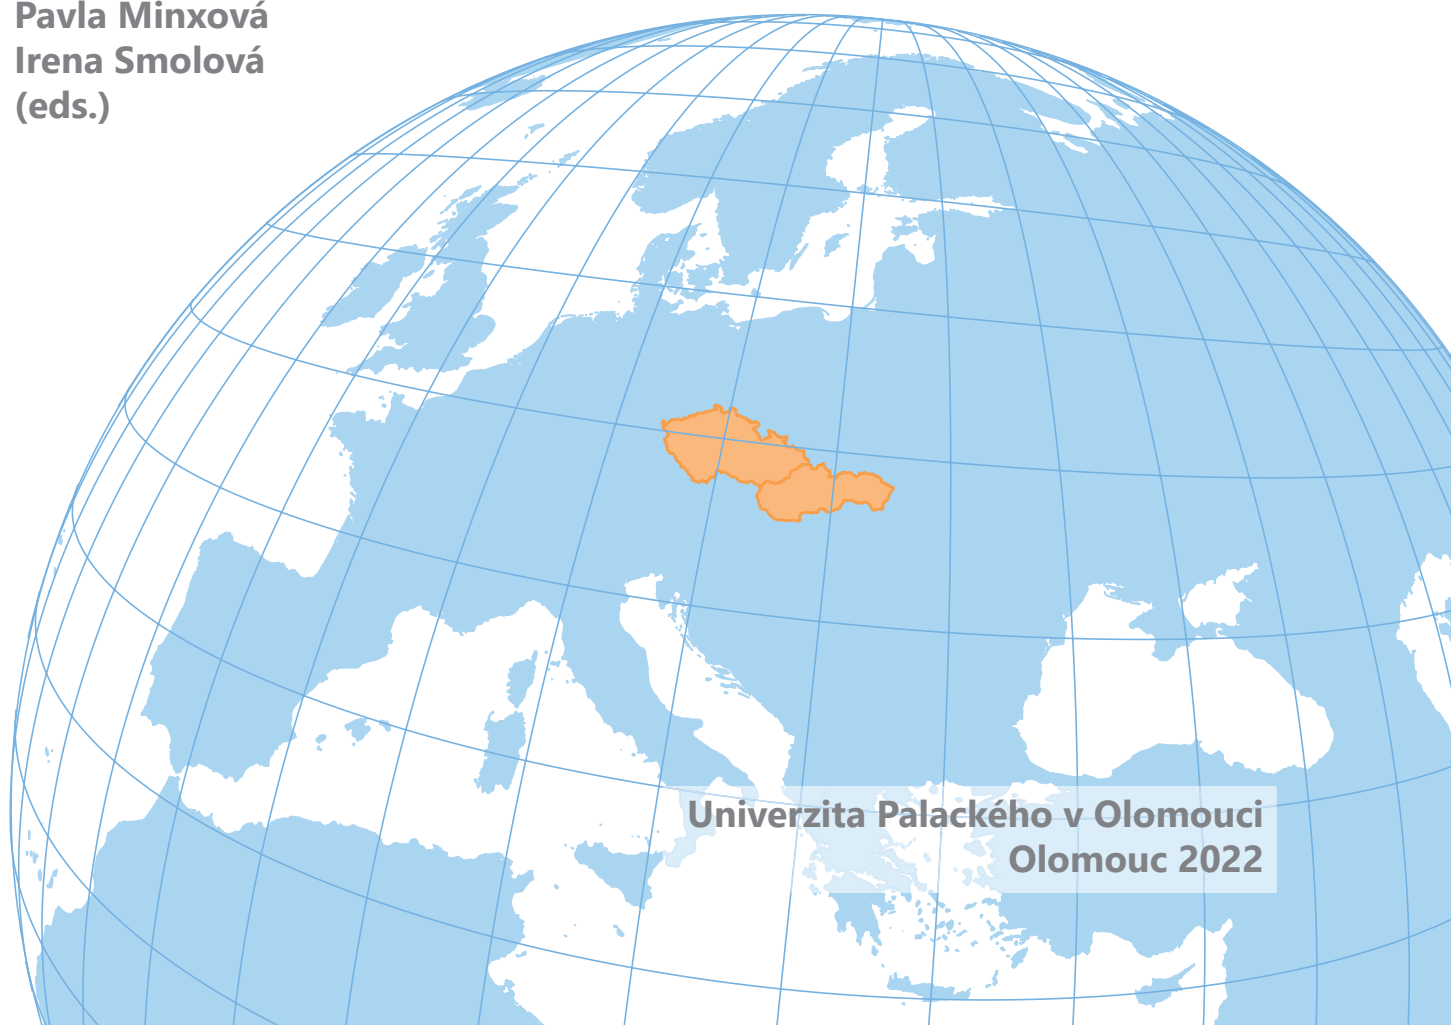 Pavla Minxová
Irena Smolová
(eds.)
Univerzita Palackého v Olomouci
Olomouc 2022